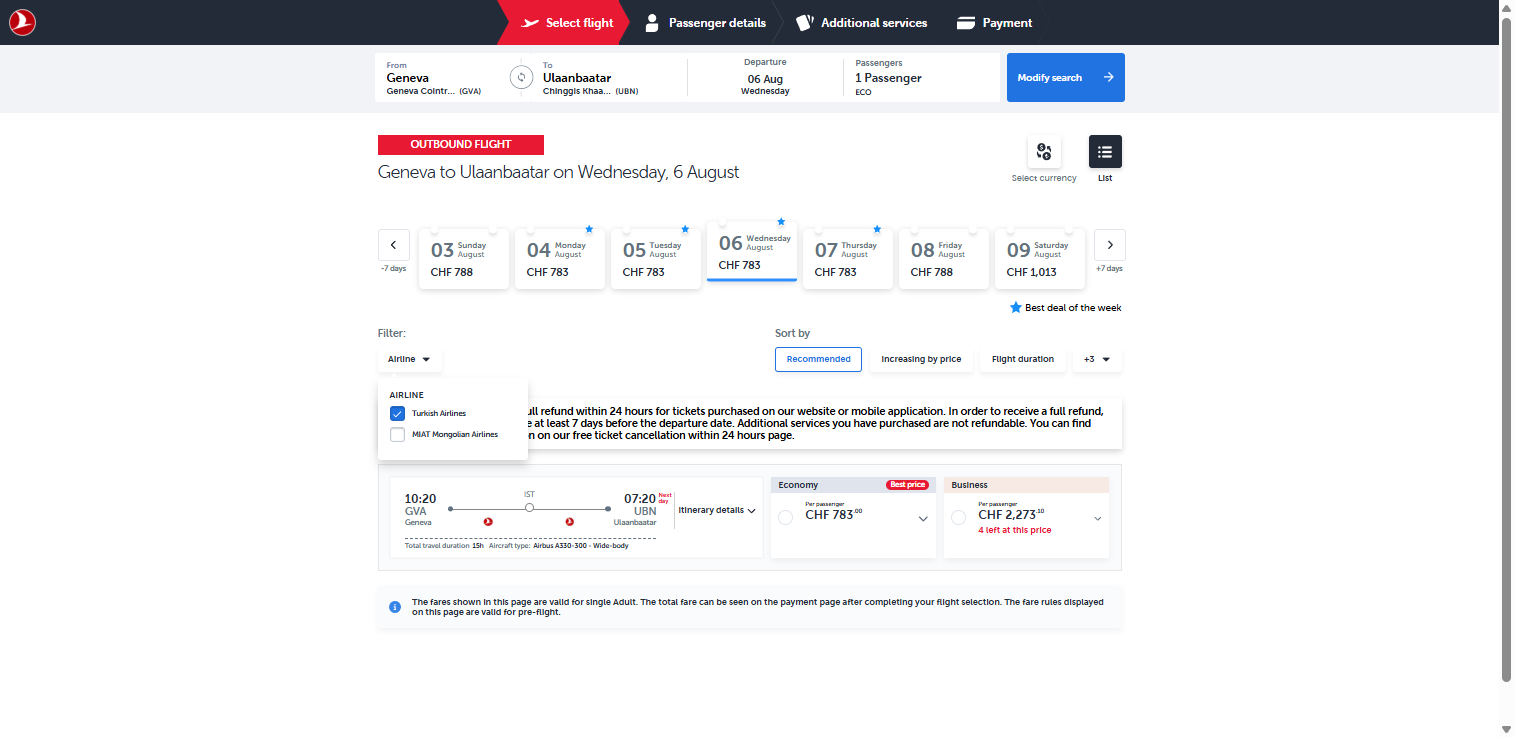 Select flight
Passenger details
Additional services
Payment
From
Geneva
Geneva Cointr... (GVA)
To
Ulaanbaatar
Chinggis Khaa... (UBN)
Departure
06 Aug
Wednesday
Passengers
1 Passenger
ECO
Modify search
OUTBOUND FLIGHT
Geneva to Ulaanbaatar on Wednesday, 6 August
Select currency
List
-7 days
03 Sunday August
CHF 788
04 Monday August
CHF 783
05 Tuesday August
CHF 783
06 Wednesday August
CHF 783
07 Thursday August
CHF 783
08 Friday August
CHF 788
09 Saturday August
CHF 1,013
+7 days
Best deal of the week
Filter:
Airline
Sort by
Recommended
Increasing by price
Flight duration
+3
AIRLINE
Turkish Airlines
MIAT Mongolian Airlines
ull refund within 24 hours for tickets purchased on our website or mobile application. In order to receive a full refund,
e at least 7 days before the departure date. Additional services you have purchased are not refundable. You can find
n on our free ticket cancellation within 24 hours page.
10:20
GVA
Geneva
IST
07:20 Next day
UBN
Ulaanbaatar
Itinerary details
Total travel duration 15h Aircraft type: Airbus A330-300 - Wide-body
Economy
Best price
Per passenger
CHF 783.00
Business
Per passenger
CHF 2,273.10
4 left at this price
The fares shown in this page are valid for single Adult. The total fare can be seen on the payment page after completing your flight selection. The fare rules displayed
on this page are valid for pre-flight.